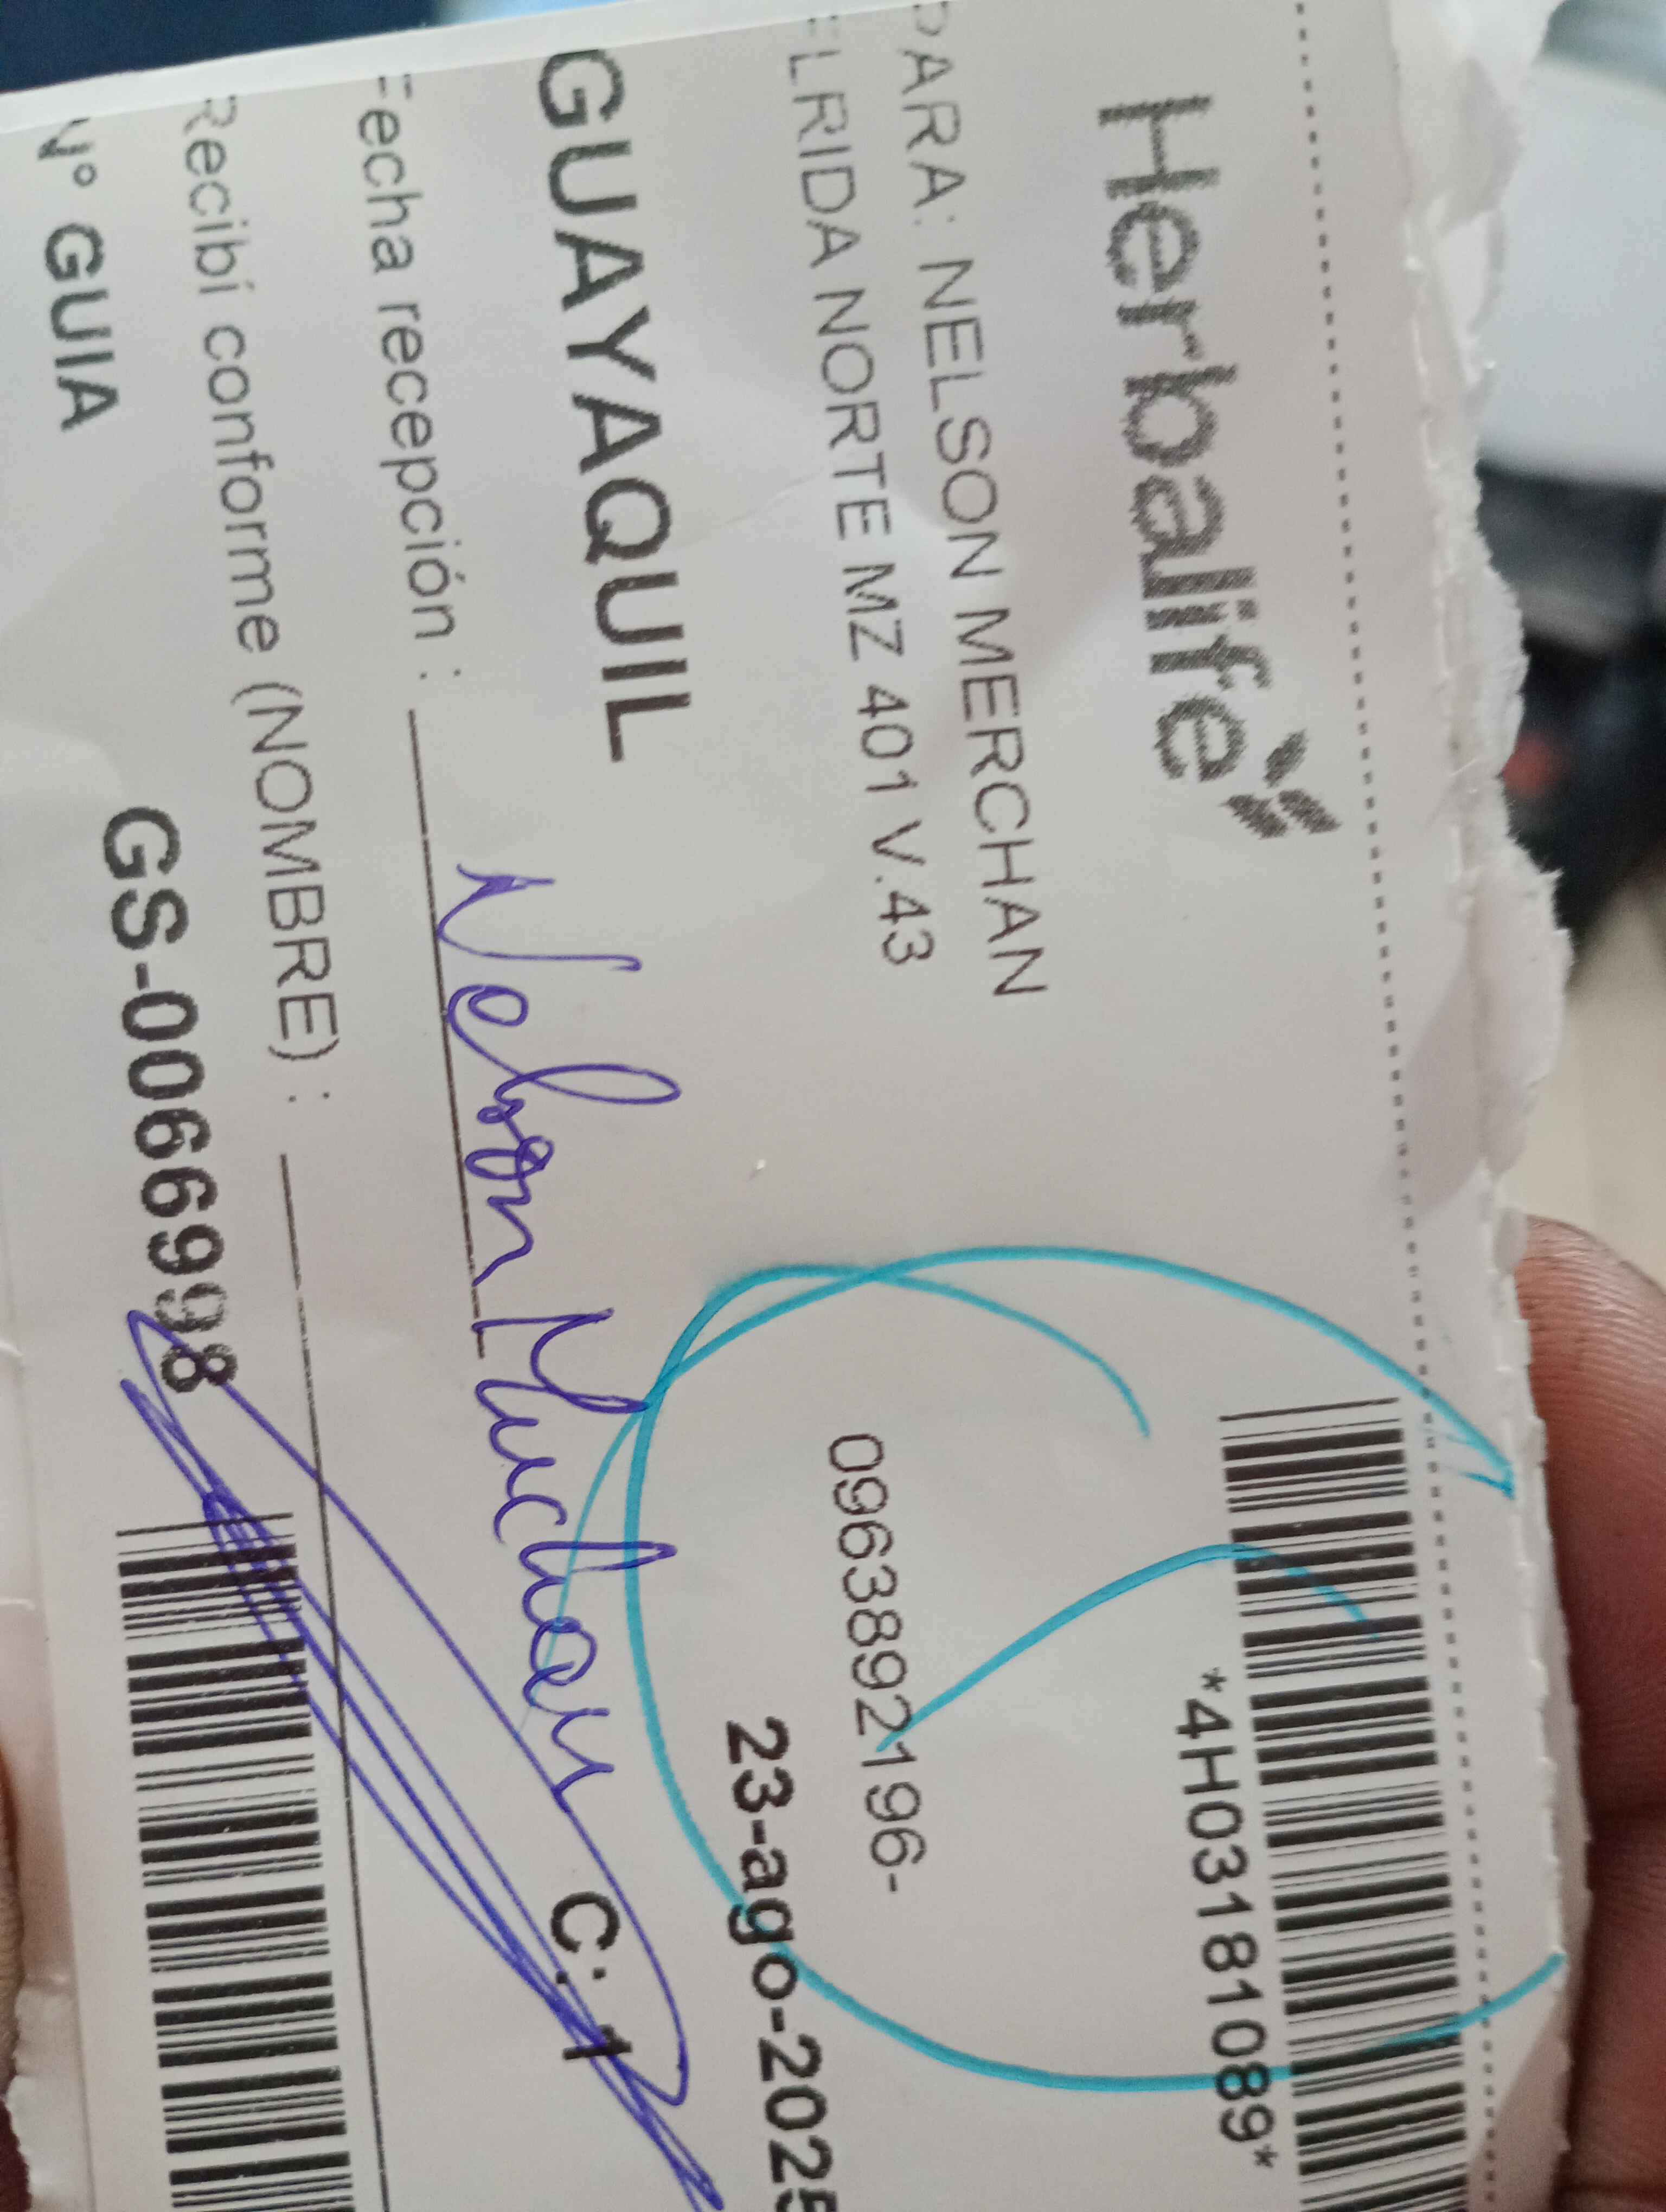 Herbalife
*4H03181089*
PARA: NELSON MERCHAN
ELRIDA NORTE MZ 401 V.43 0963892196-
23-ago-2025
GUAYAQUIL
C: 1
Fecha recepción : Nelson Merchan
Recibí conforme (NOMBRE) :
N° GUIA GS-0066998